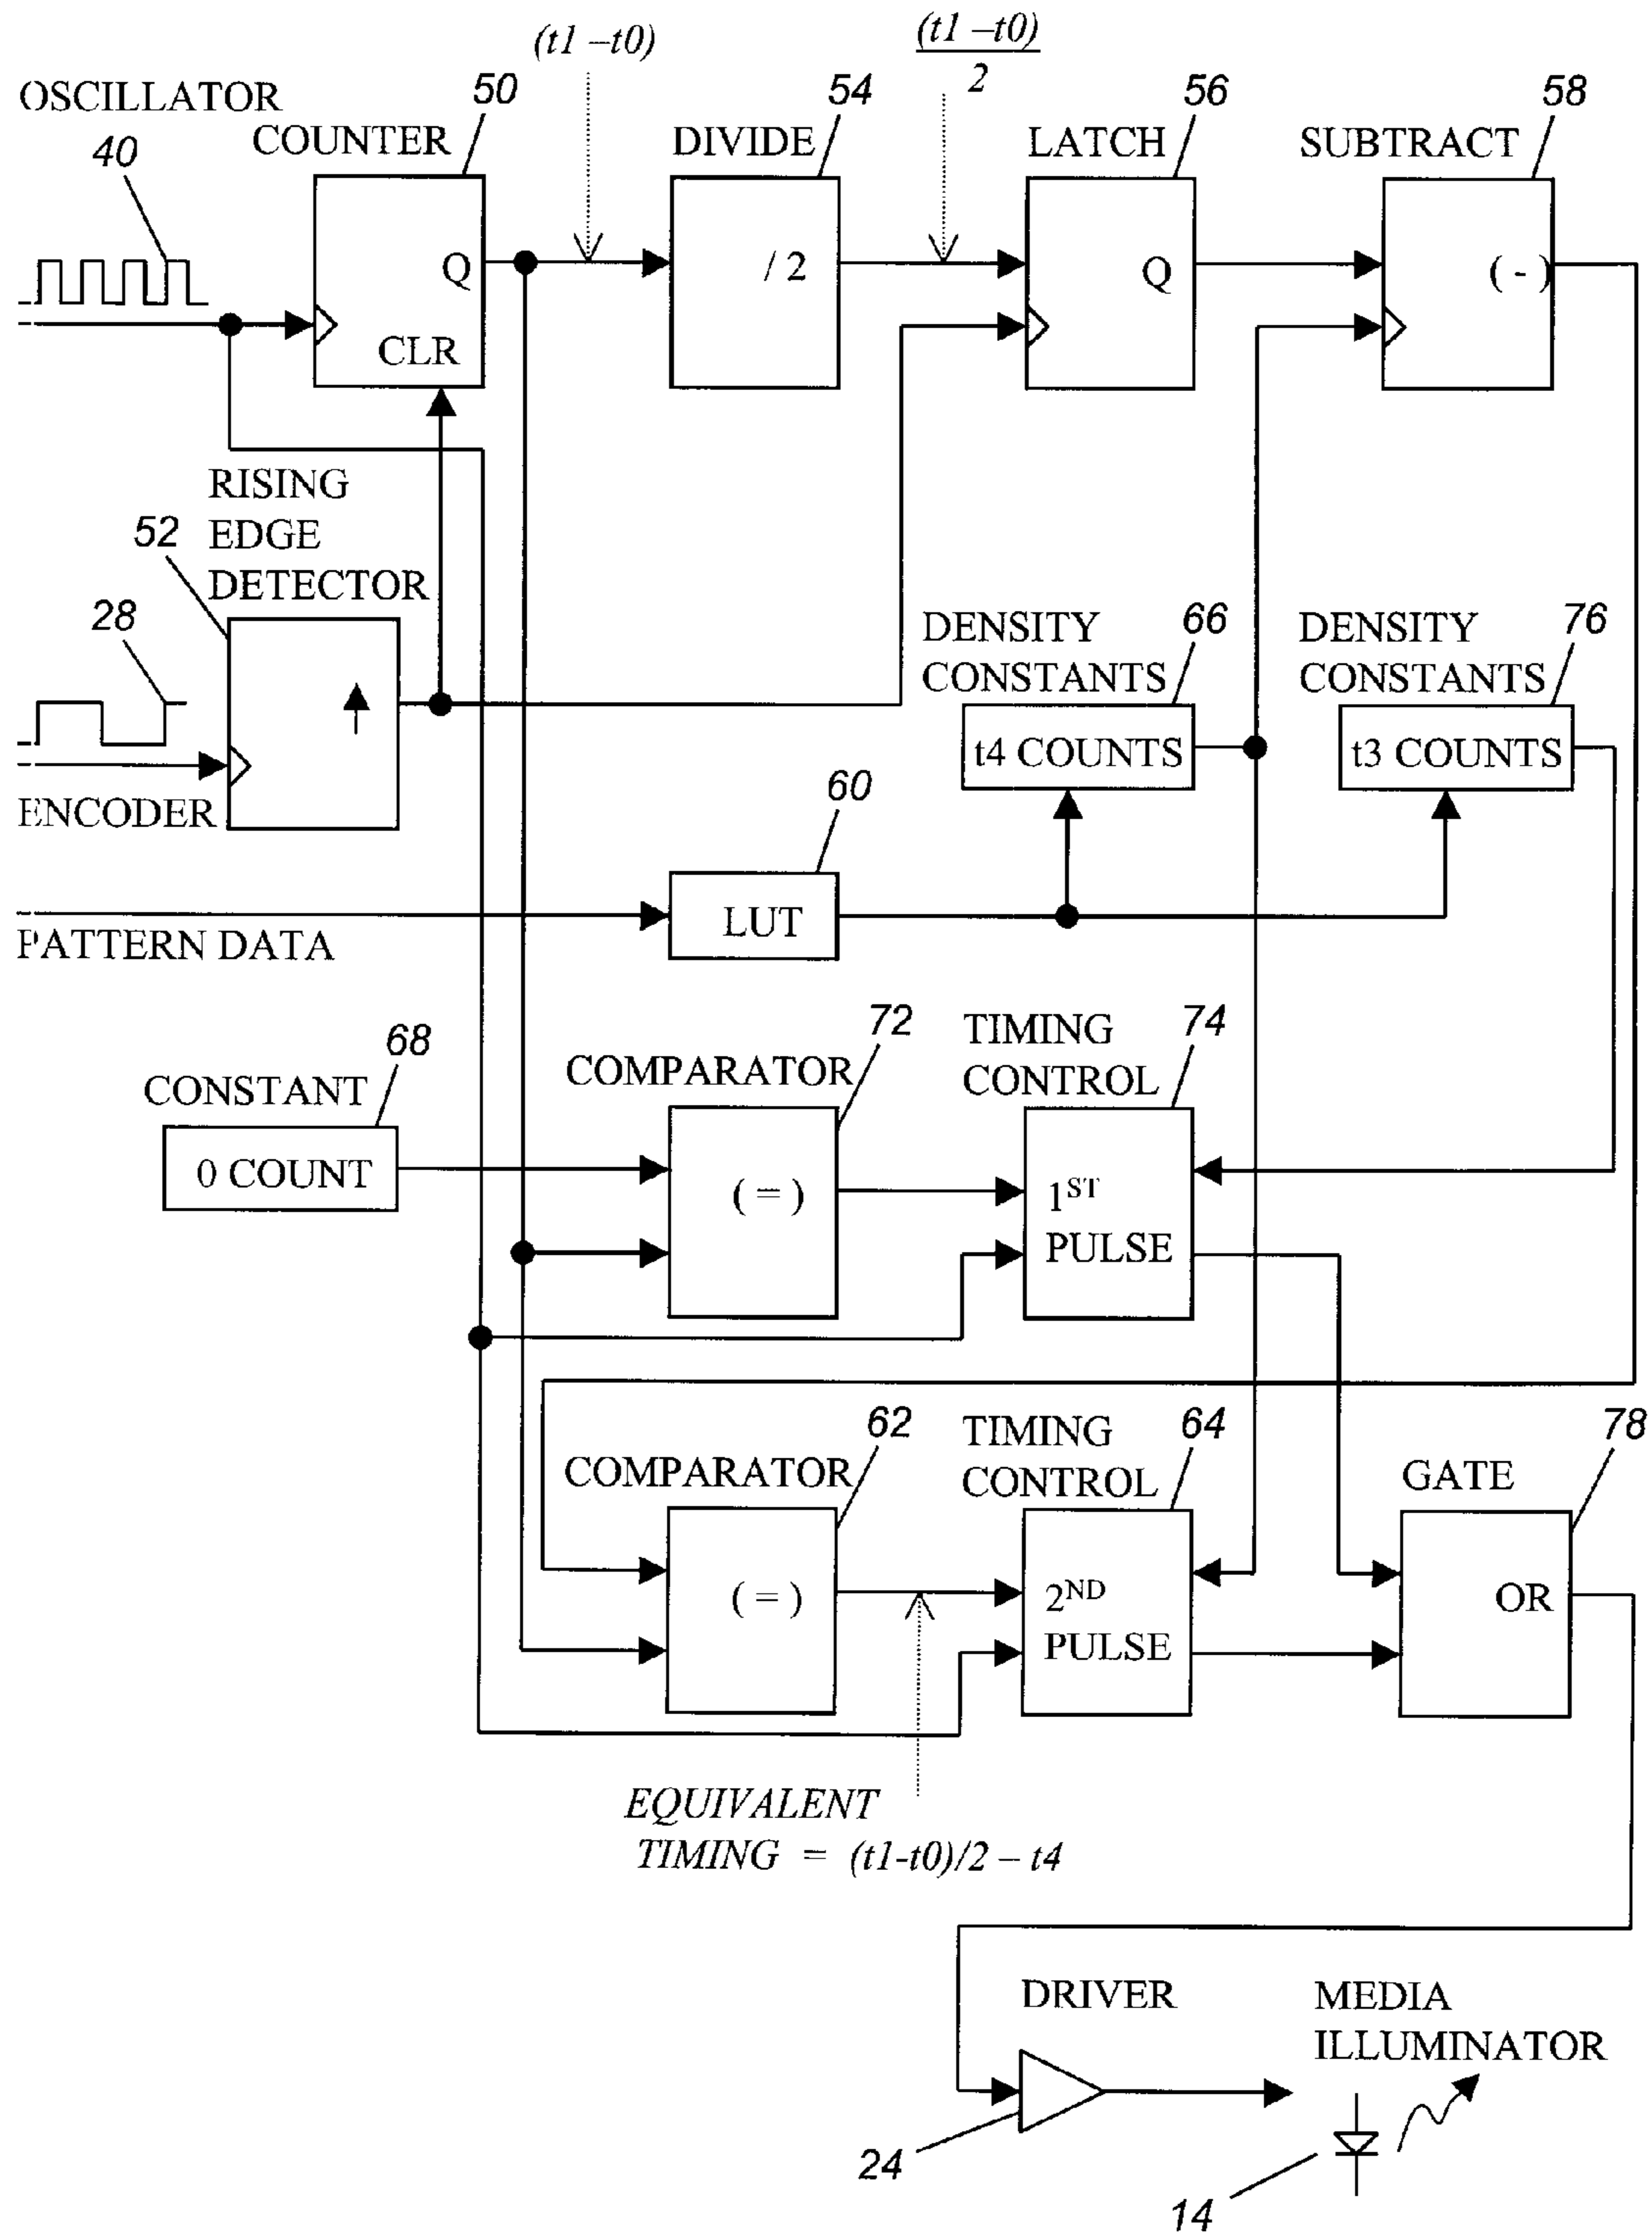 (t1 –t0)
(t1 –t0)
2
OSCILLATOR
40
COUNTER
50
DIVIDE
54
LATCH
56
SUBTRACT
58
Q
CLR
/ 2
Q
( - )
RISING
EDGE
DETECTOR
52
28
ENCODER
DENSITY
CONSTANTS
66
t4 COUNTS
DENSITY
CONSTANTS
76
t3 COUNTS
60
LUT
PATTERN DATA
CONSTANT
68
0 COUNT
COMPARATOR
72
( = )
TIMING
CONTROL
74
1ST
PULSE
COMPARATOR
62
( = )
TIMING
CONTROL
64
2ND
PULSE
GATE
78
OR
EQUIVALENT
TIMING = (t1-t0)/2 – t4
DRIVER
24
MEDIA
ILLUMINATOR
14